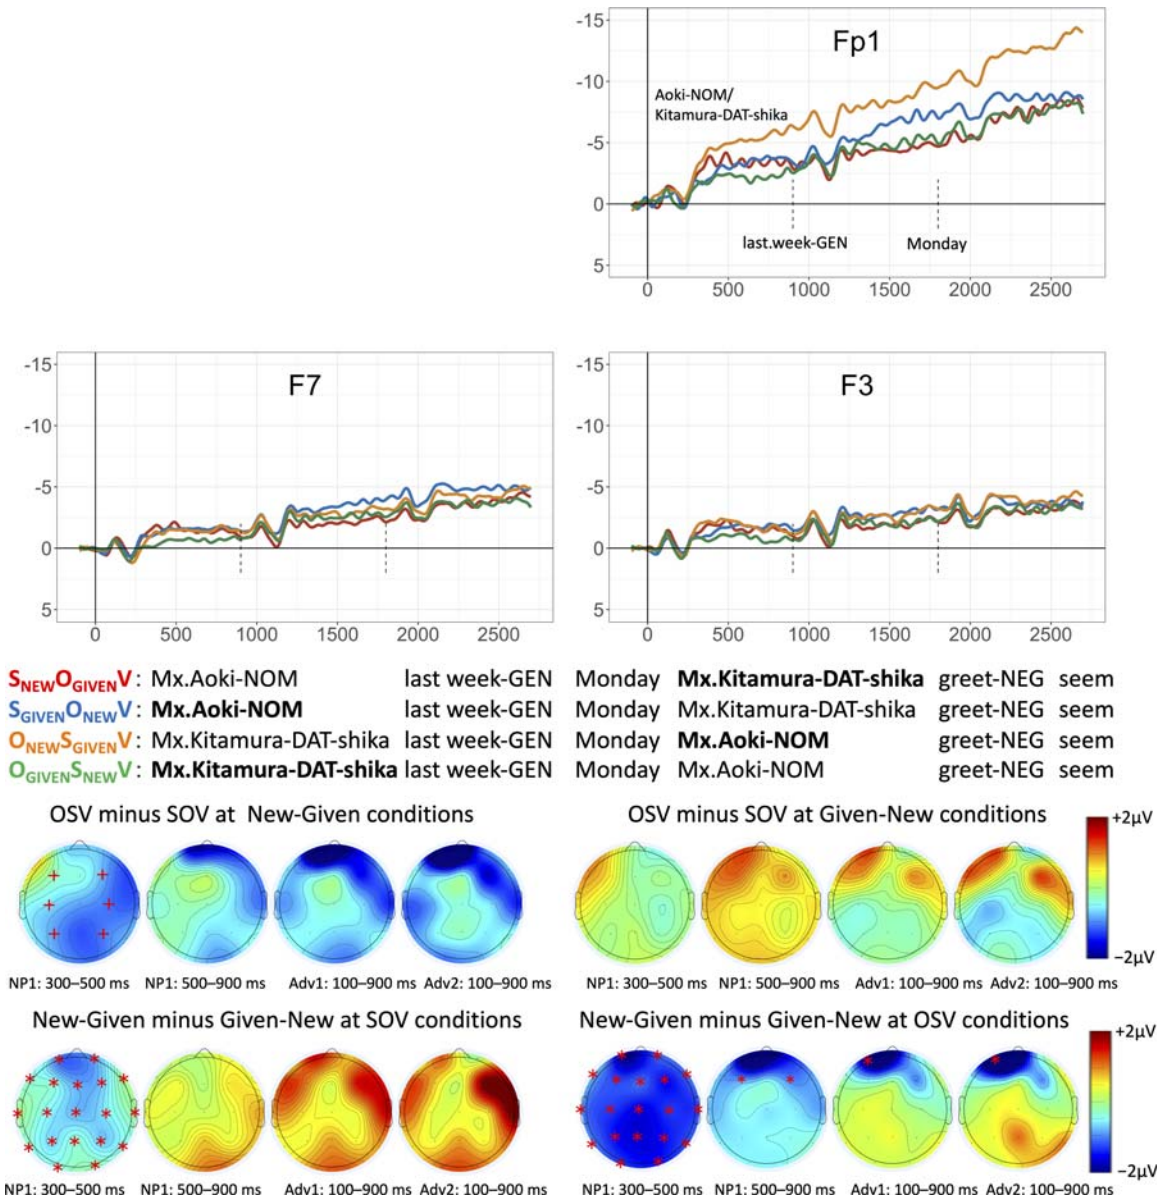 Fp1
-15
-10
-5
0
5
Aoki-NOM/
Kitamura-DAT-shika
last.week-GEN
Monday
0 500 1000 1500 2000 2500
F7
-15
-10
-5
0
5
0 500 1000 1500 2000 2500
F3
-15
-10
-5
0
5
0 500 1000 1500 2000 2500
SNEWOGIVENV: Mx.Aoki-NOM last week-GEN Monday Mx.Kitamura-DAT-shika greet-NEG seem
SGIVENONEWV: Mx.Aoki-NOM last week-GEN Monday Mx.Kitamura-DAT-shika greet-NEG seem
ONEWSGIVENV: Mx.Kitamura-DAT-shika last week-GEN Monday Mx.Aoki-NOM greet-NEG seem
OGIVENSNEWV: Mx.Kitamura-DAT-shika last week-GEN Monday Mx.Aoki-NOM greet-NEG seem
OSV minus SOV at New-Given conditions
NP1: 300–500 ms NP1: 500–900 ms Adv1: 100–900 ms Adv2: 100–900 ms
OSV minus SOV at Given-New conditions
NP1: 300–500 ms NP1: 500–900 ms Adv1: 100–900 ms Adv2: 100–900 ms
+2μV
−2μV
New-Given minus Given-New at SOV conditions
NP1: 300–500 ms NP1: 500–900 ms Adv1: 100–900 ms Adv2: 100–900 ms
New-Given minus Given-New at OSV conditions
NP1: 300–500 ms NP1: 500–900 ms Adv1: 100–900 ms Adv2: 100–900 ms
+2μV
−2μV